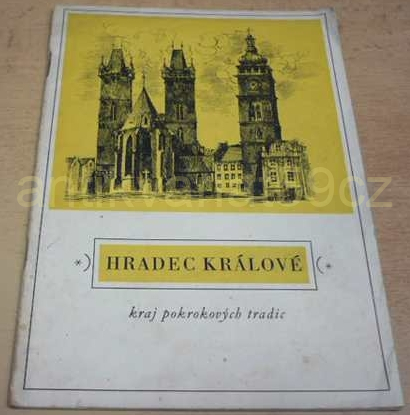 HRADEC KRÁLOVÉ
kraj pokrokových tradic